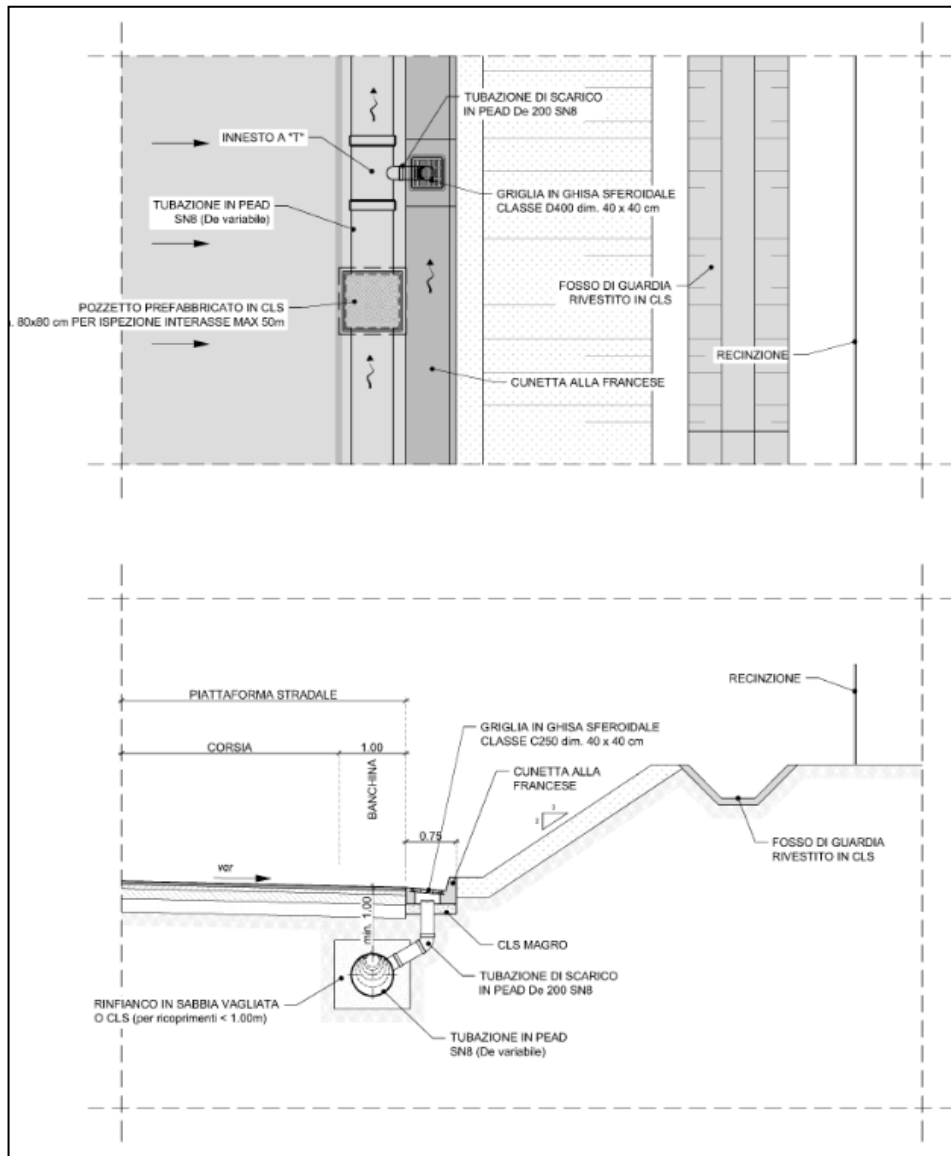 TUBAZIONE DI SCARICO
IN PEAD De 200 SN8
INNESTO A "T"
GRIGLIA IN GHISA SFEROIDALE
CLASSE D400 dim. 40 x 40 cm
TUBAZIONE IN PEAD
SN8 (De variabile)
FOSSO DI GUARDIA
RIVESTITO IN CLS
POZZETTO PREFABBRICATO IN CLS
. 80x80 cm PER ISPEZIONE INTERASSE MAX 50m
RECINZIONE
CUNETTA ALLA FRANCESE
RECINZIONE
PIATTAFORMA STRADALE
GRIGLIA IN GHISA SFEROIDALE
CLASSE C250 dim. 40 x 40 cm
CORSIA
1.00
CUNETTA ALLA
FRANCESE
BANCHINA
3
2
0.75
FOSSO DI GUARDIA
RIVESTITO IN CLS
var
min. 1.00
CLS MAGRO
TUBAZIONE DI SCARICO
IN PEAD De 200 SN8
RINFIANCO IN SABBIA VAGLIATA
O CLS (per ricoprimenti < 1.00m)
TUBAZIONE IN PEAD
SN8 (De variabile)